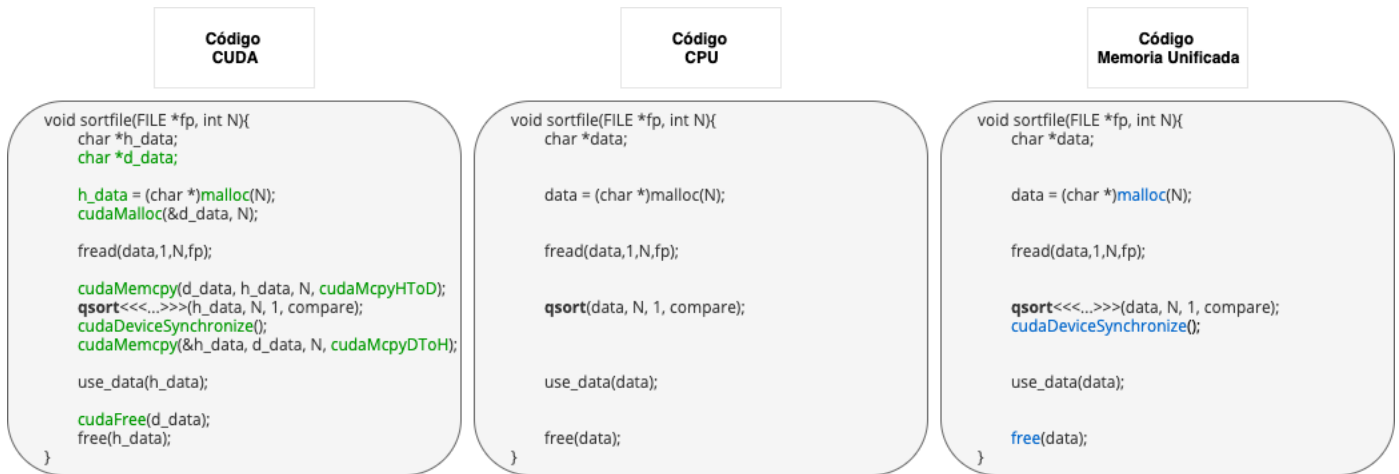 Código
CUDA
void sortfile(FILE *fp, int N){
char *h_data;
char *d_data;
h_data = (char *)malloc(N);
cudaMalloc(&d_data, N);
fread(data,1,N,fp);
cudaMemcpy(d_data, h_data, N, cudaMcpyHToD);
qsort<<<...>>>(h_data, N, 1, compare);
cudaDeviceSynchronize();
cudaMemcpy(&h_data, d_data, N, cudaMcpyDToH);
use_data(h_data);
cudaFree(d_data);
free(h_data);
}
Código
CPU
void sortfile(FILE *fp, int N){
char *data;
data = (char *)malloc(N);
fread(data,1,N,fp);
qsort(data, N, 1, compare);
use_data(data);
free(data);
}
Código
Memoria Unificada
void sortfile(FILE *fp, int N){
char *data;
data = (char *)malloc(N);
fread(data,1,N,fp);
qsort<<<...>>>(data, N, 1, compare);
cudaDeviceSynchronize();
use_data(data);
free(data);
}